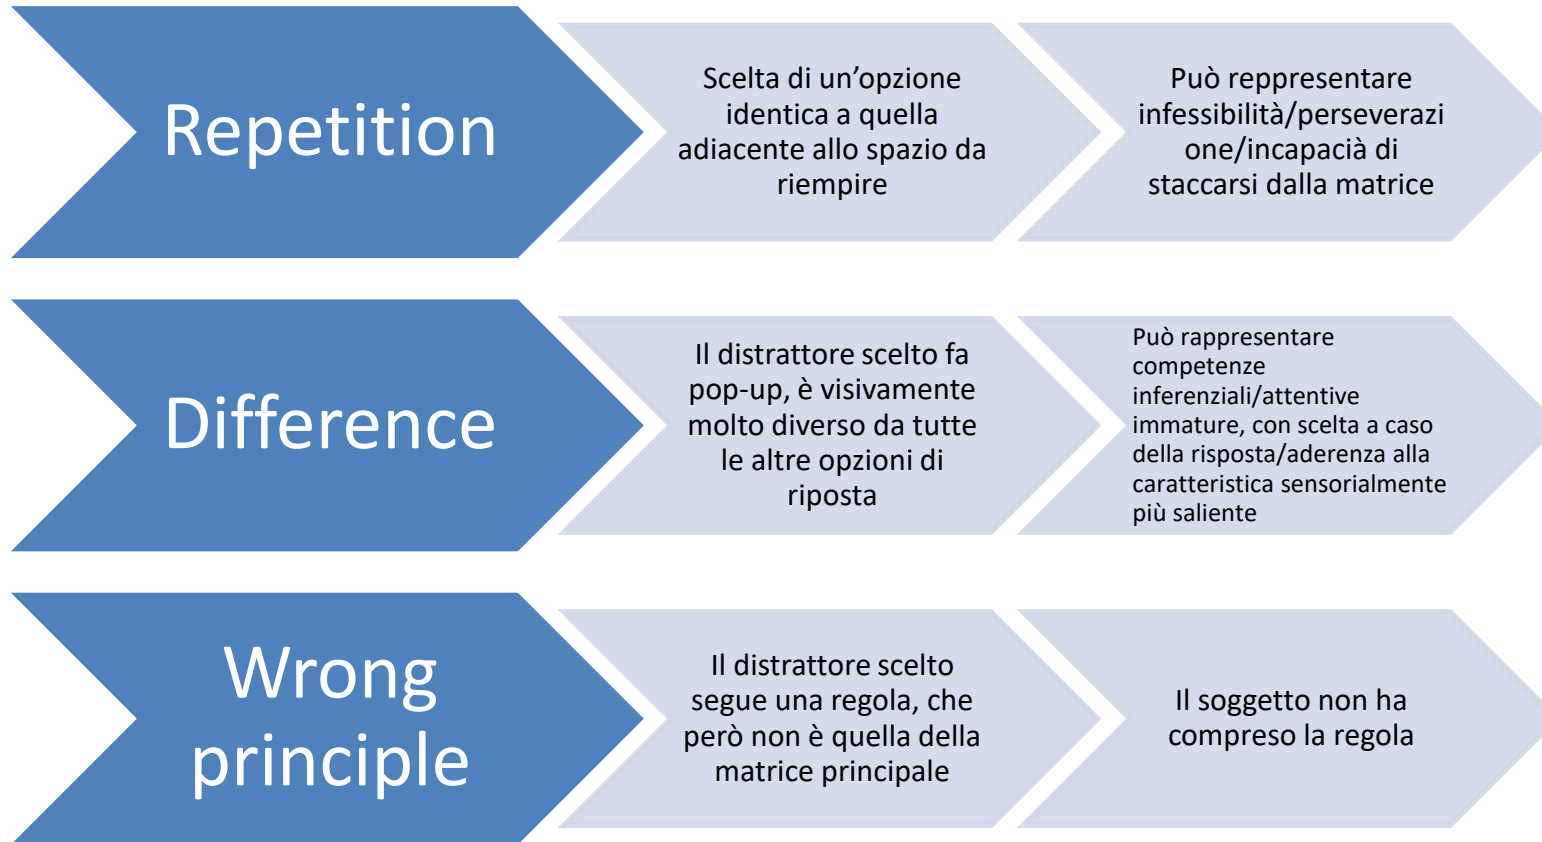 Repetition
Scelta di un’opzione
identica a quella
adiacente allo spazio da
riempire
Può reppresentare
infessibilità/perseverazi
one/incapacià di
staccarsi dalla matrice
Difference
Il distrattore scelto fa
pop-up, è visivamente
molto diverso da tutte
le altre opzioni di
riposta
Può rappresentare
competenze
inferenziali/attentive
immature, con scelta a caso
della risposta/aderenza alla
caratteristica sensorialmente
più saliente
Wrong
principle
Il distrattore scelto
segue una regola, che
però non è quella della
matrice principale
Il soggetto non ha
compreso la regola